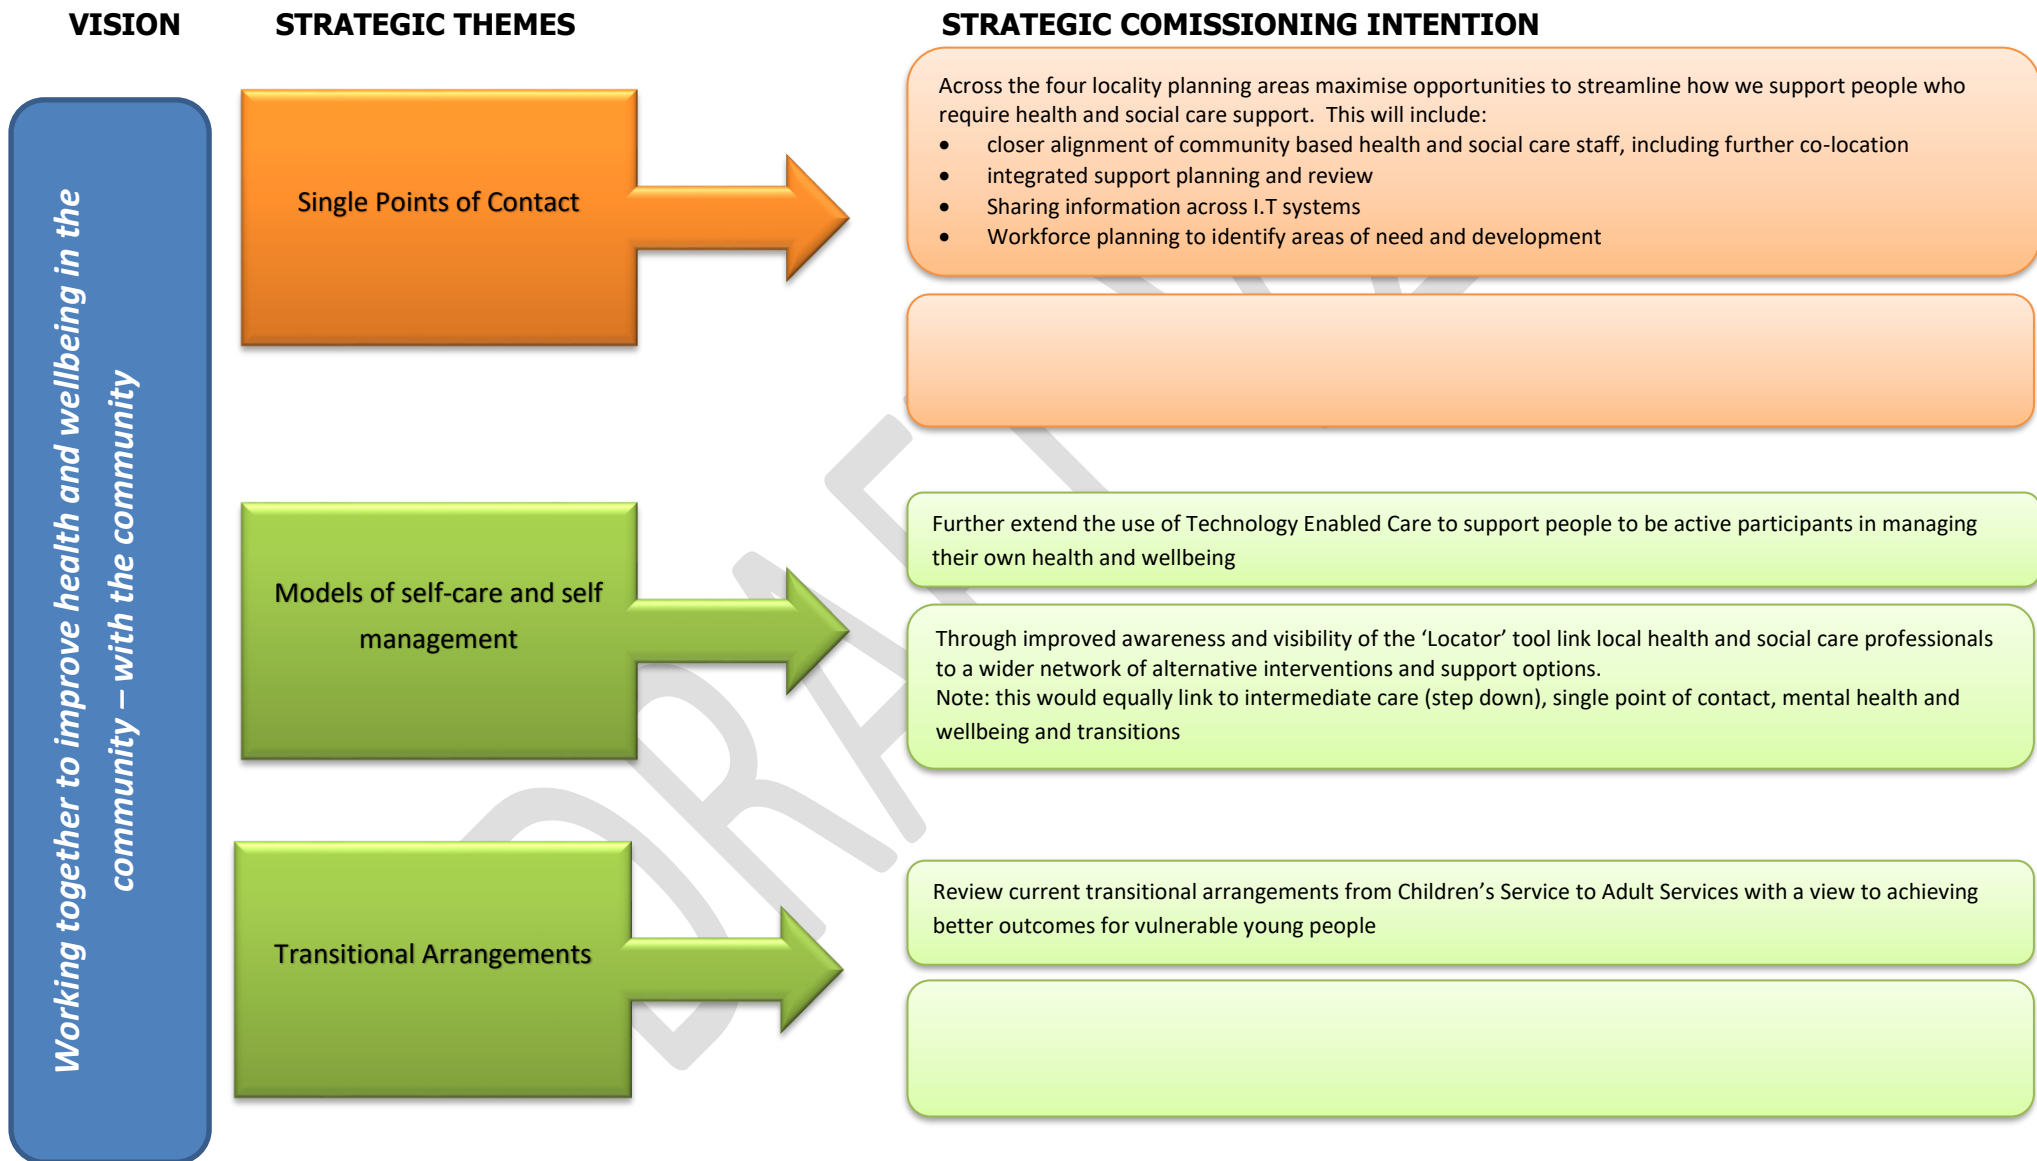 VISION
STRATEGIC THEMES
STRATEGIC COMISSIONING INTENTION
Working together to improve health and wellbeing in the
community – with the community
Single Points of Contact
Across the four locality planning areas maximise opportunities to streamline how we support people who
require health and social care support.  This will include:
• closer alignment of community based health and social care staff, including further co-location
• integrated support planning and review
• Sharing information across I.T systems
• Workforce planning to identify areas of need and development
Models of self-care and self
management
Further extend the use of Technology Enabled Care to support people to be active participants in managing
their own health and wellbeing
Through improved awareness and visibility of the ‘Locator’ tool link local health and social care professionals
to a wider network of alternative interventions and support options.
Note: this would equally link to intermediate care (step down), single point of contact, mental health and
wellbeing and transitions
Transitional Arrangements
Review current transitional arrangements from Children’s Service to Adult Services with a view to achieving
better outcomes for vulnerable young people
DRAFT